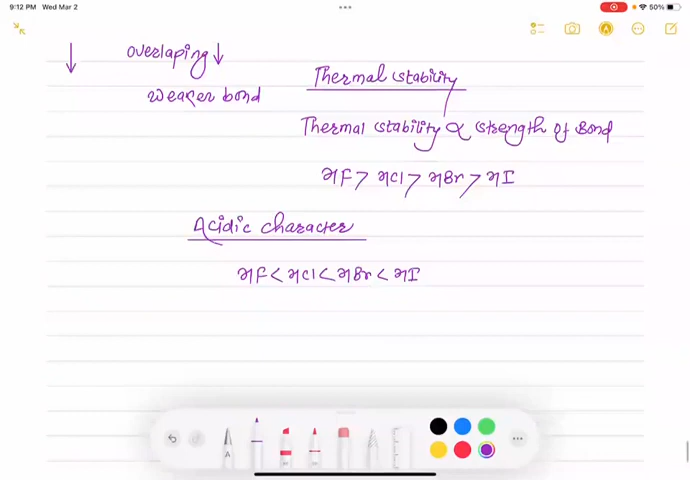 9:12 PM Wed Mar 2
50%
overlaping ↓
↓ weaker bond
Thermal stability
Thermal stability ∝ strength of Bond
HF > HCl > HBr > HI
Acidic character
HF < HCl < HBr < HI
A